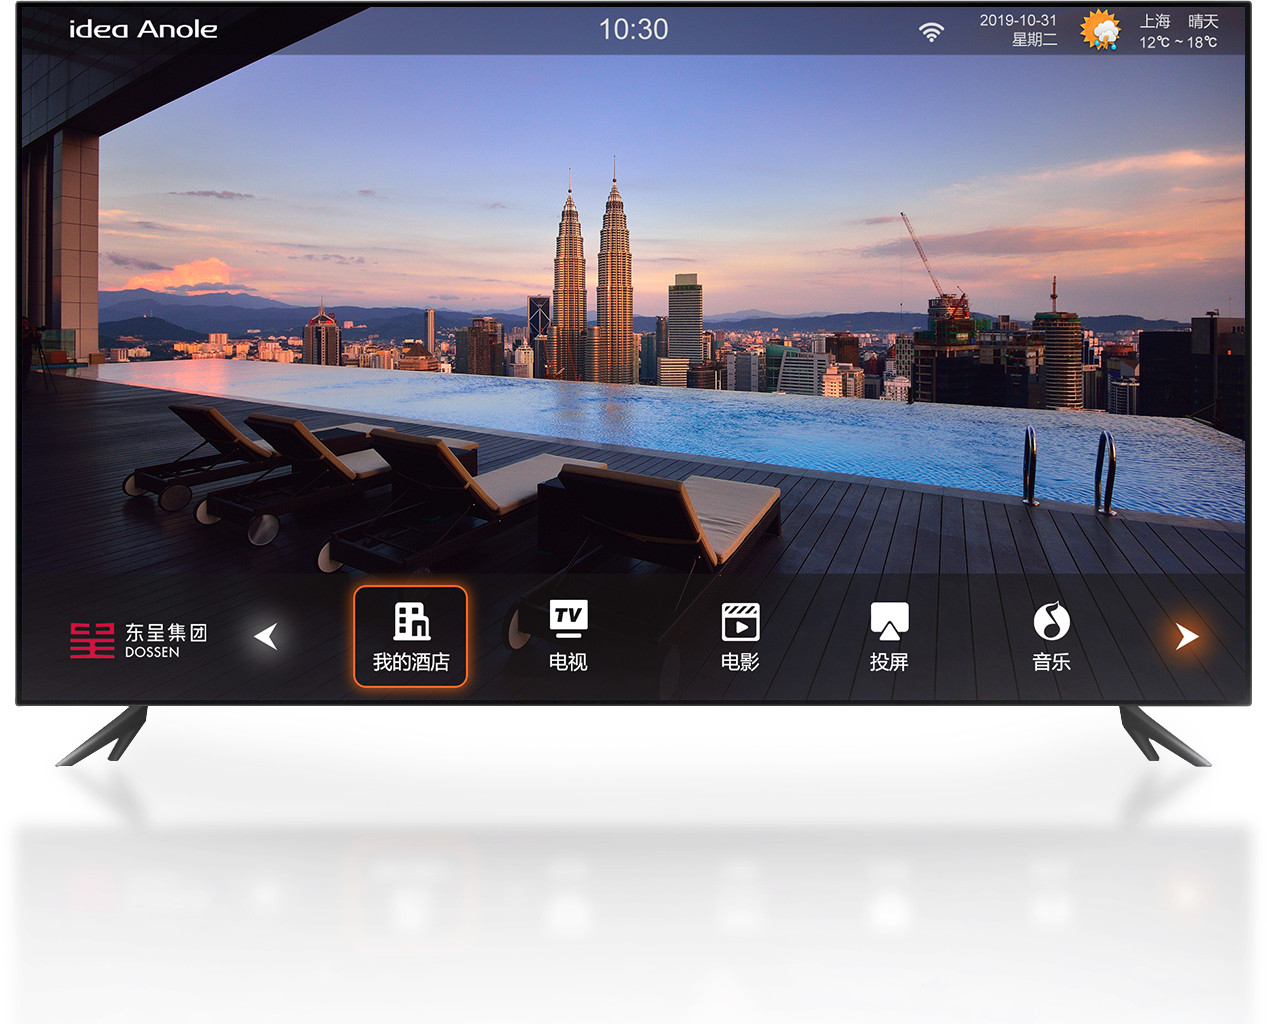 idea Anole
10:30
2019-10-31
星期二
上海 晴天
12℃ ~ 18℃
东呈集团
DOSSEN
我的酒店
TV
电视
电影
投屏
音乐